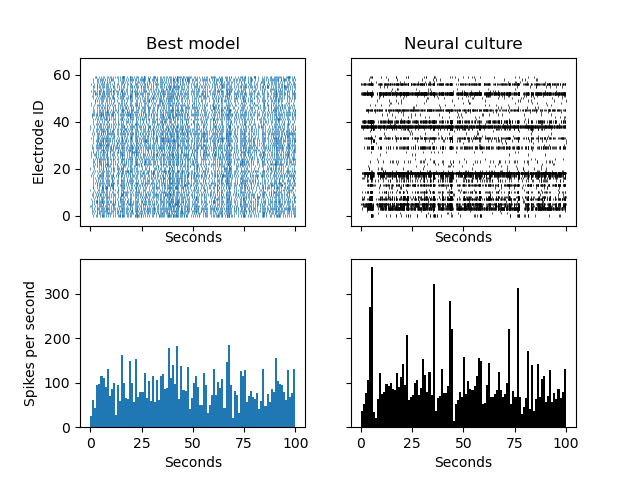 Best model
Neural culture
Electrode ID
60
40
20
0
Seconds
Seconds
Spikes per second
300
200
100
0
0
25
50
75
100
0
25
50
75
100
Seconds
Seconds